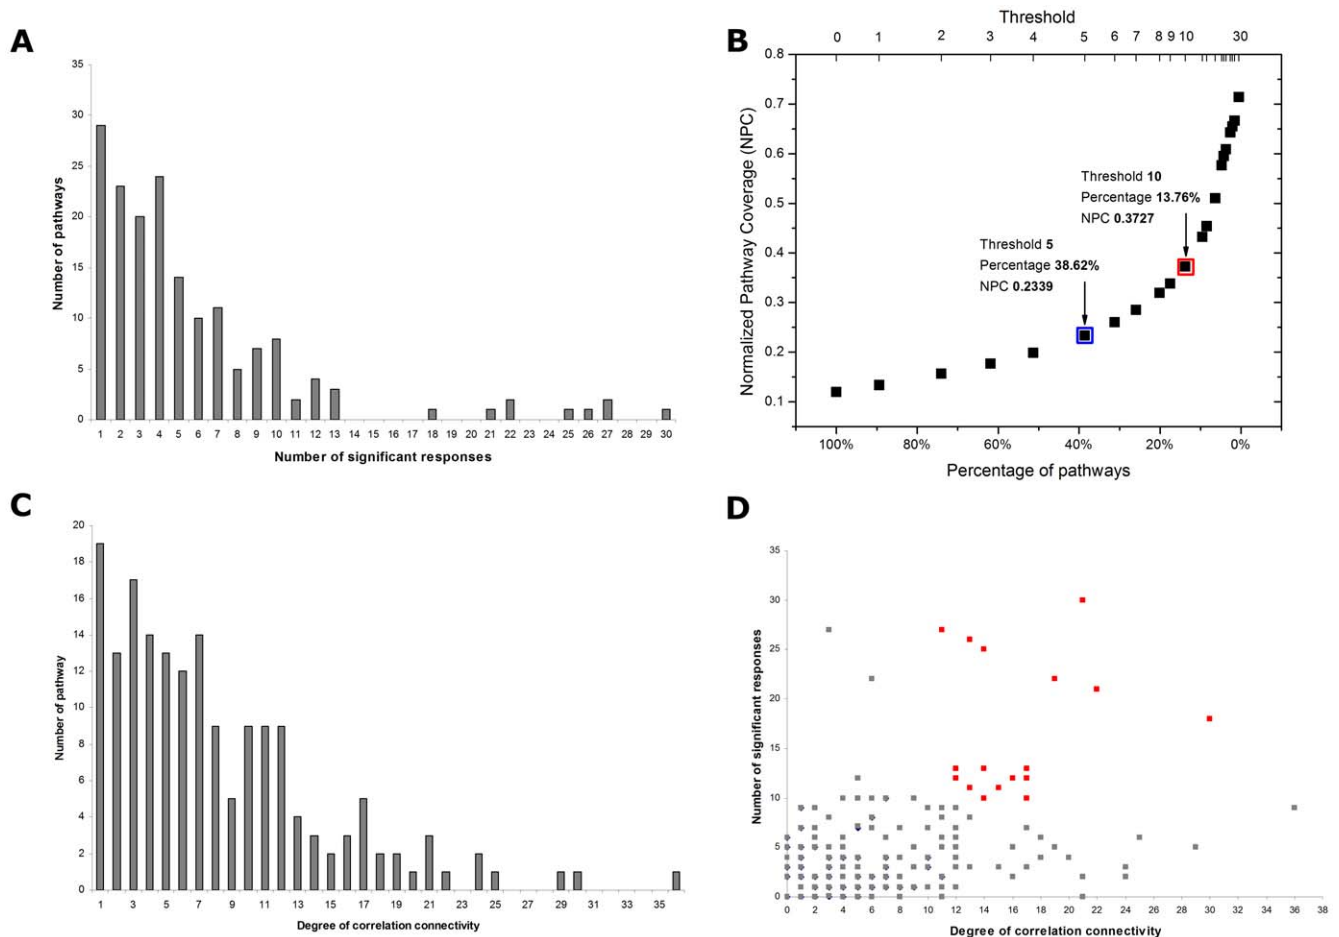 A
35
30
25
20
15
10
5
0
Number of pathways
1 2 3 4 5 6 7 8 9 10 11 12 13 14 15 16 17 18 19 20 21 22 23 24 25 26 27 28 29 30
Number of significant responses
B
Threshold
0 1 2 3 4 5 6 7 8 9 10 30
0.8
0.7
0.6
0.5
0.4
0.3
0.2
0.1
Normalized Pathway Coverage (NPC)
Threshold 10
Percentage 13.76%
NPC 0.3727
Threshold 5
Percentage 38.62%
NPC 0.2339
100% 80% 60% 40% 20% 0%
Percentage of pathways
C
20
18
16
14
12
10
8
6
4
2
0
Number of pathway
1 3 5 7 9 11 13 15 17 19 21 23 25 27 29 31 33 35
Degree of correlation connectivity
D
35
30
25
20
15
10
5
0
Number of significant responses
0 2 4 6 8 10 12 14 16 18 20 22 24 26 28 30 32 34 36 38
Degree of correlation connectivity